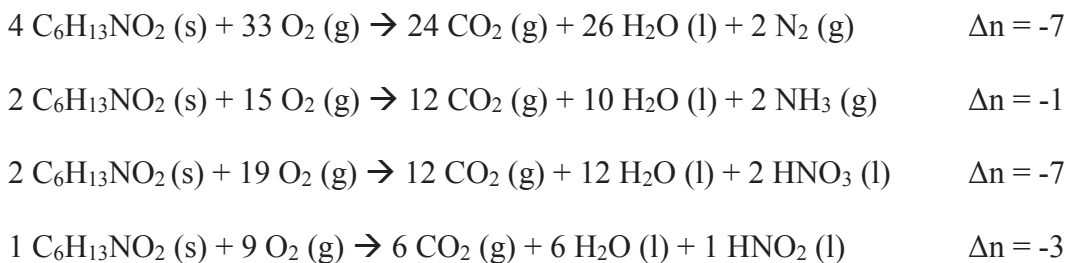 4 C₆H₁₃NO₂ (s) + 33 O₂ (g) → 24 CO₂ (g) + 26 H₂O (l) + 2 N₂ (g) Δn = -7
2 C₆H₁₃NO₂ (s) + 15 O₂ (g) → 12 CO₂ (g) + 10 H₂O (l) + 2 NH₃ (g) Δn = -1
2 C₆H₁₃NO₂ (s) + 19 O₂ (g) → 12 CO₂ (g) + 12 H₂O (l) + 2 HNO₃ (l) Δn = -7
1 C₆H₁₃NO₂ (s) + 9 O₂ (g) → 6 CO₂ (g) + 6 H₂O (l) + 1 HNO₂ (l) Δn = -3